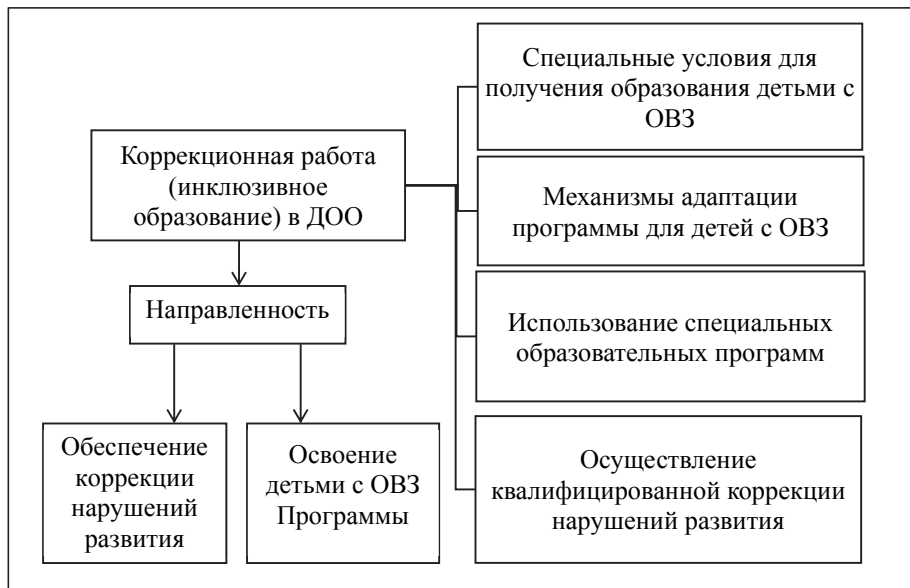 Специальные условия для
получения образования детьми с
ОВЗ
Коррекционная работа
(инклюзивное
образование) в ДОО
Механизмы адаптации
программы для детей с ОВЗ
Направленность
Использование специальных
образовательных программ
Обеспечение
коррекции
нарушений
развития
Освоение
детьми с ОВЗ
Программы
Осуществление
квалифицированной коррекции
нарушений развития